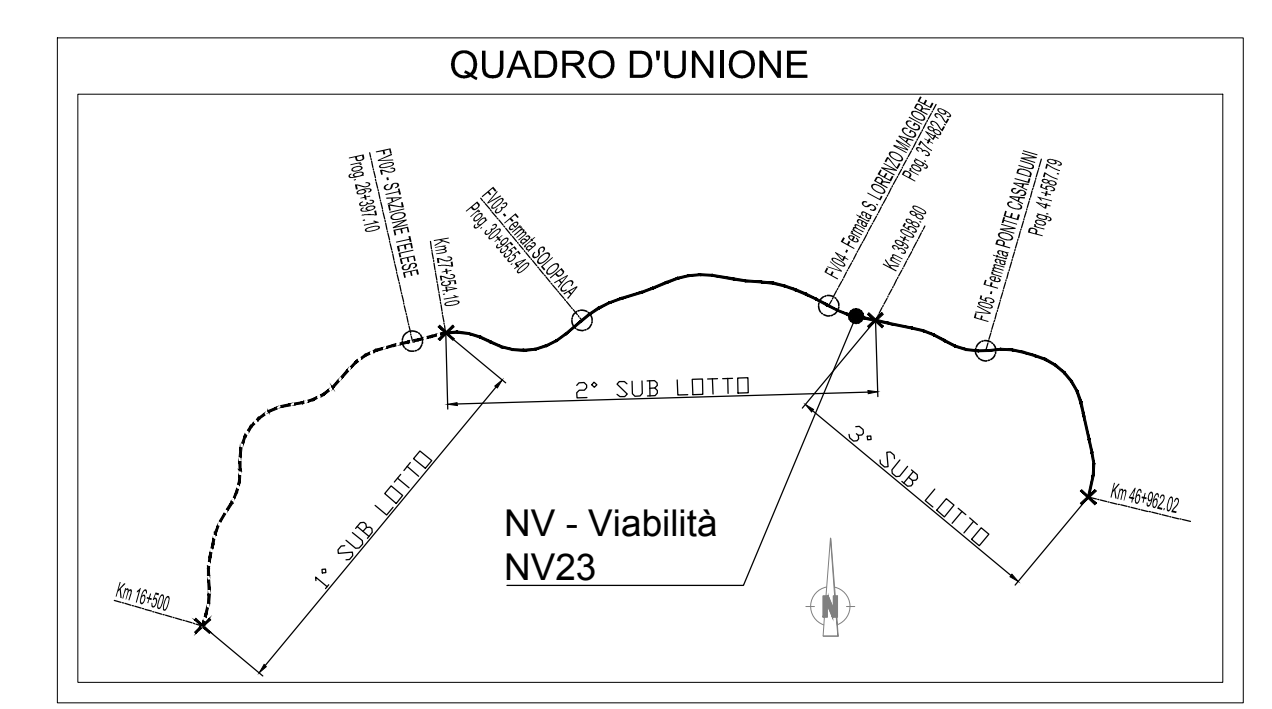 QUADRO D'UNIONE
FV02 - STAZIONE TELESE
Prog. 26+397.10
Km 27+254.10
FV03 - Fermata SOLOPACA
Prog. 30+9555.40
FV04 - Fermata S. LORENZO MAGGIORE
Prog. 37+482.29
Km 39+058.80
FV05 - Fermata PONTE CASALDUNI
Prog. 41+587.79
2° SUB LOTTO
1° SUB LOTTO
3° SUB LOTTO
Km 46+962.02
NV - Viabilità
NV23
Km 16+500
N